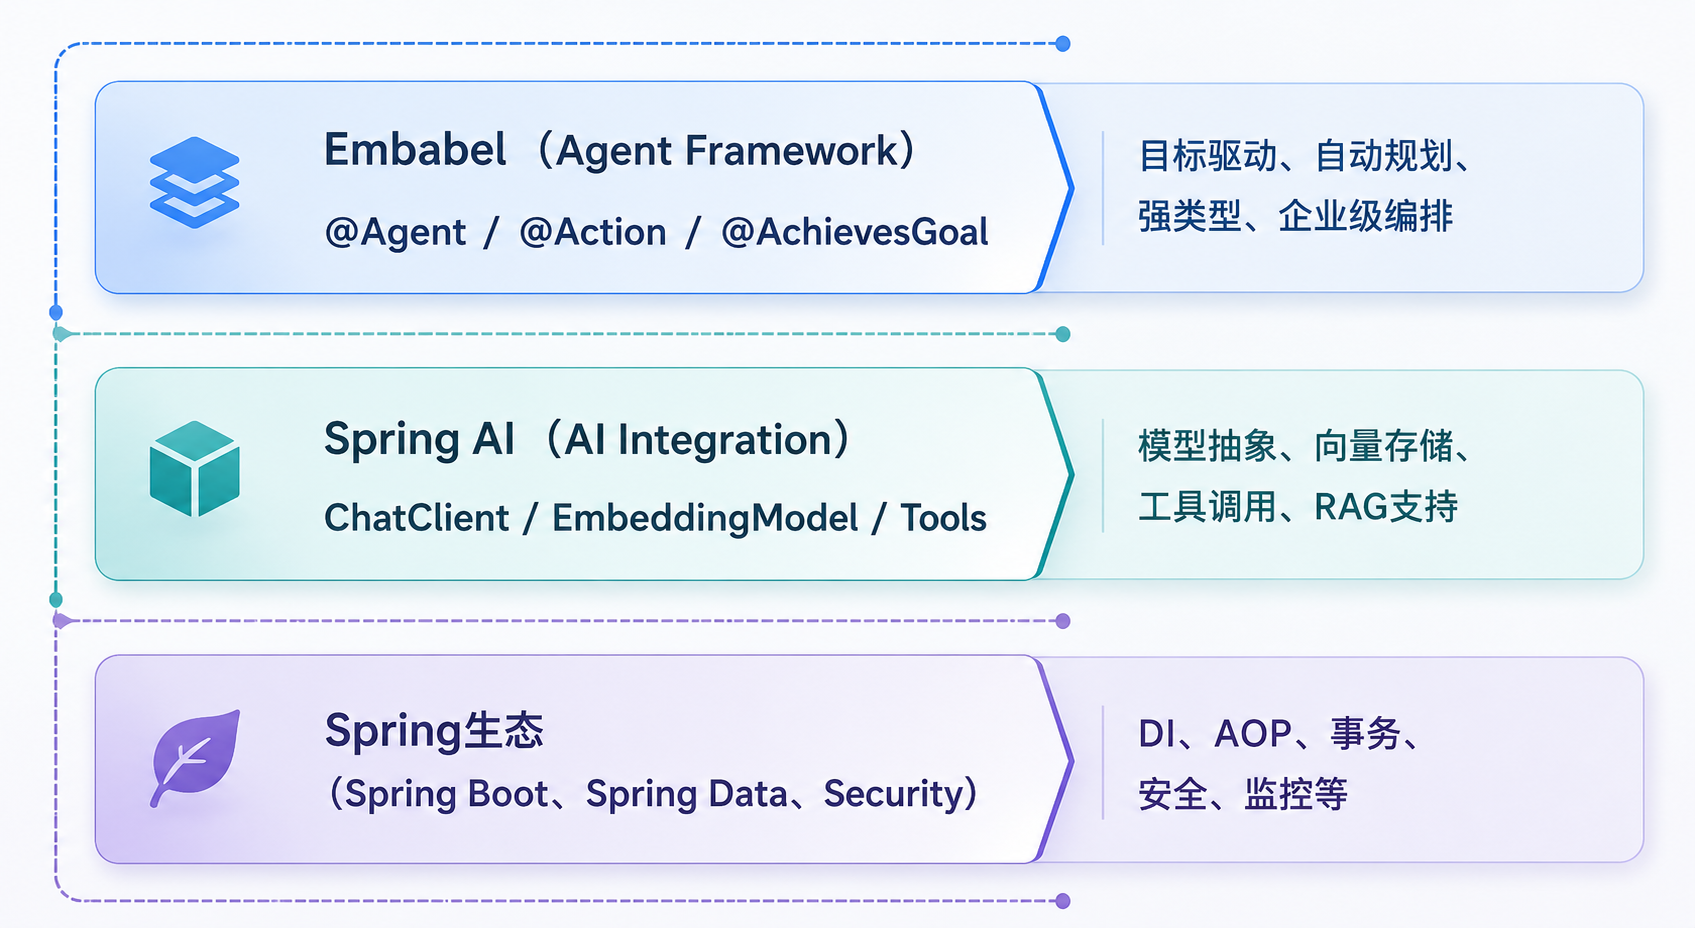 Embabel（Agent Framework）
@Agent / @Action / @AchievesGoal
目标驱动、自动规划、
强类型、企业级编排
Spring AI（AI Integration）
ChatClient / EmbeddingModel / Tools
模型抽象、向量存储、
工具调用、RAG支持
Spring生态
（Spring Boot、Spring Data、Security）
DI、AOP、事务、
安全、监控等